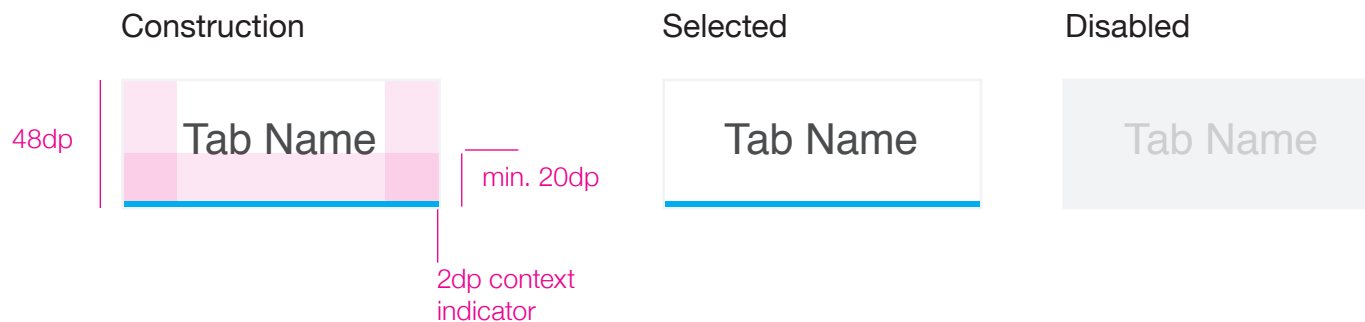 Construction
Selected
Disabled
48dp
Tab Name
min. 20dp
Tab Name
Tab Name
2dp context
indicator